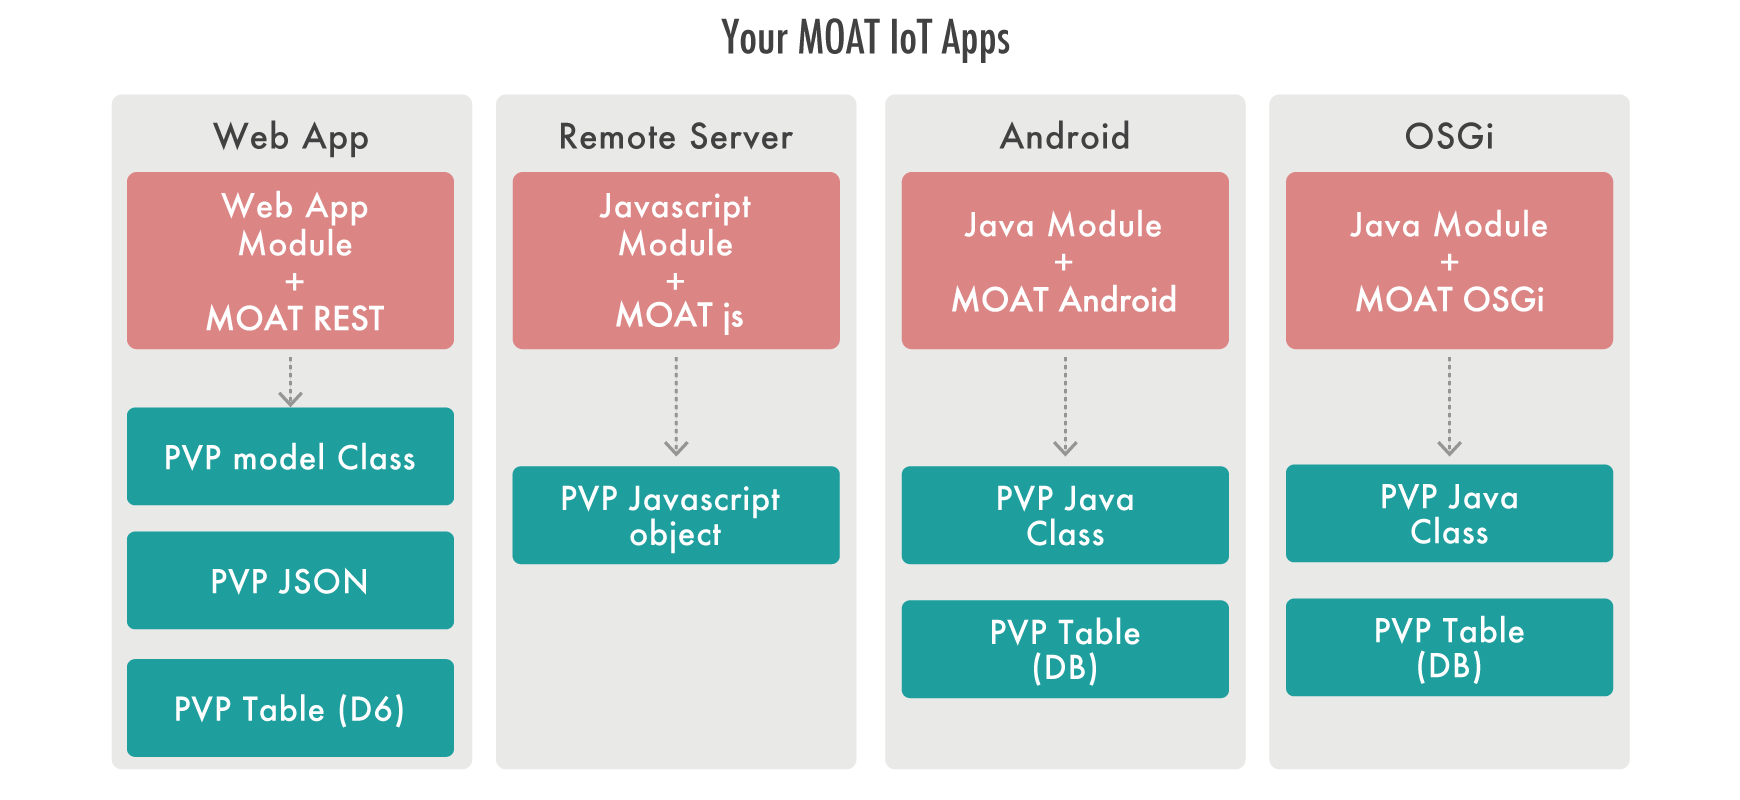 Your MOAT IoT Apps
Web App
Web App
Module
+
MOAT REST
PVP model Class
PVP JSON
PVP Table (D6)
Remote Server
Javascript
Module
+
MOAT js
PVP Javascript
object
Android
Java Module
+
MOAT Android
PVP Java
Class
PVP Table
(DB)
OSGi
Java Module
+
MOAT OSGi
PVP Java
Class
PVP Table
(DB)